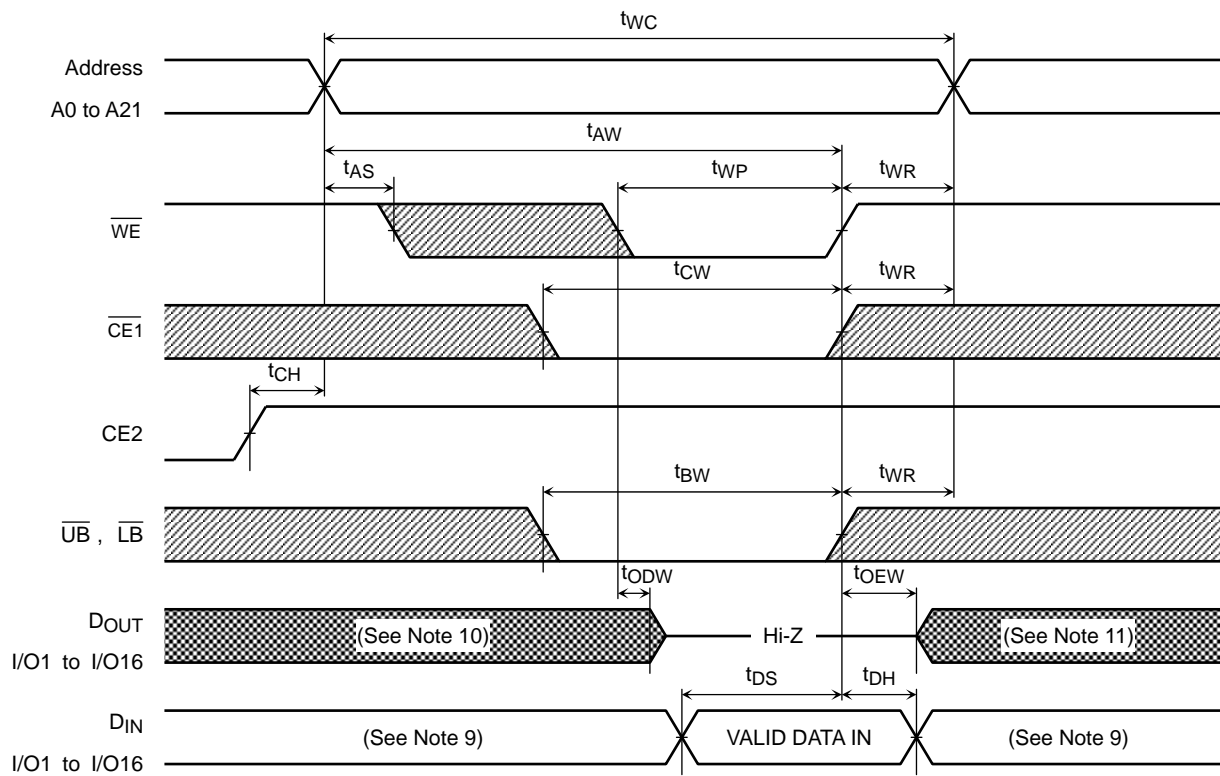 tWC
Address
A0 to A21
tAW
tAS
tWP
tWR
WE
tCW
tWR
CE1
tCH
CE2
tBW
tWR
UB , LB
tODW
tOEW
DOUT
(See Note 10)
Hi-Z
(See Note 11)
I/O1 to I/O16
tDS
tDH
DIN
(See Note 9)
VALID DATA IN
(See Note 9)
I/O1 to I/O16